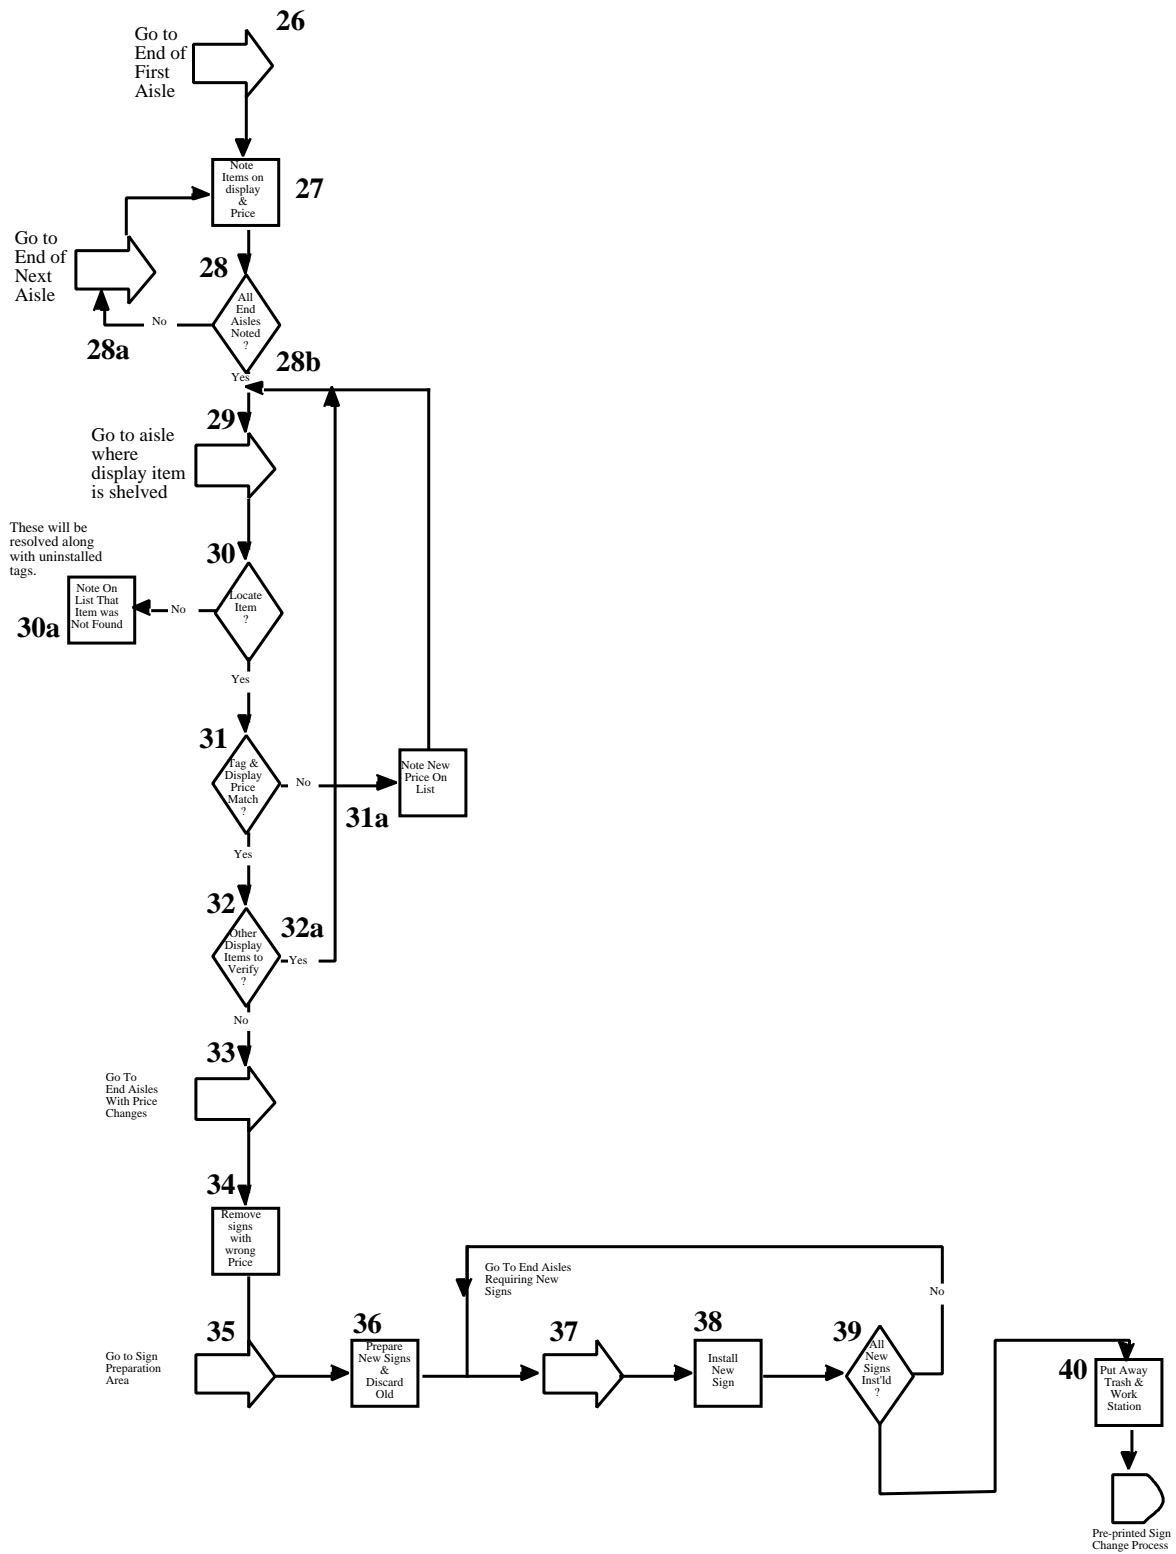 26
Go to
End of
First
Aisle
Note
Items on
display
&
Price
27
Go to
End of
Next
Aisle
28
All
End
Aisles
Noted
?
No
28a
28b
Yes
29
Go to aisle
where
display item
is shelved
These will be
resolved along
with uninstalled
tags.
30
Locate
Item
?
No
Note On
List That
Item was
Not Found
30a
Yes
31
Tag &
Display
Price
Match
?
No
Note New
Price On
List
31a
Yes
32
Other
Display
Items to
Verify
?
32a
Yes
No
33
Go To
End Aisles
With Price
Changes
34
Remove
signs
with
wrong
Price
Go To End Aisles
Requiring New
Signs
No
35
Go to Sign
Preparation
Area
36
Prepare
New Signs
&
Discard
Old
37
38
Install
New
Sign
39
All
New
Signs
Inst'ld
?
40
Put Away
Trash &
Work
Station
Pre-printed Sign
Change Process